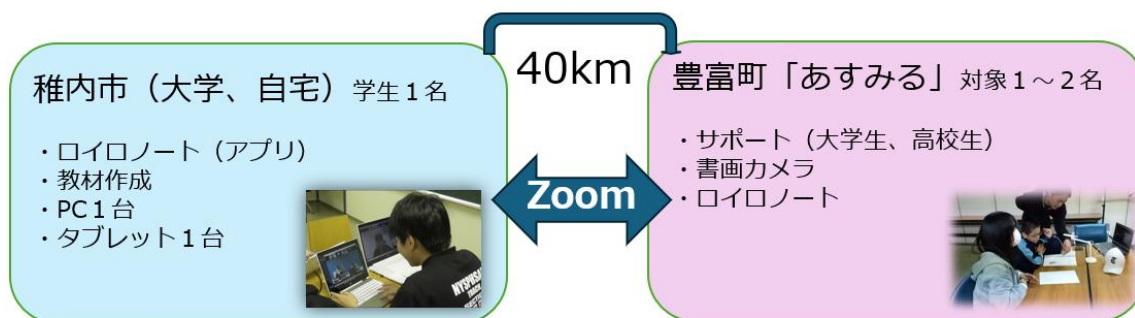 稚内市（大学、自宅）学生１名
・ロイロノート（アプリ）
・教材作成
・PC１台
・タブレット１台
40km
Zoom
豊富町「あすみる」対象１～２名
・サポート（大学生、高校生）
・書画カメラ
・ロイロノート